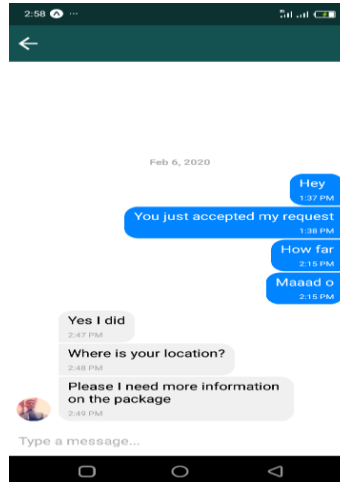 2:58 ...
Feb 6, 2020
Hey
1:37 PM
You just accepted my request
1:38 PM
How far
2:15 PM
Maaad o
2:15 PM
Yes I did
2:47 PM
Where is your location?
2:48 PM
Please I need more information
on the package
2:49 PM
Type a message...